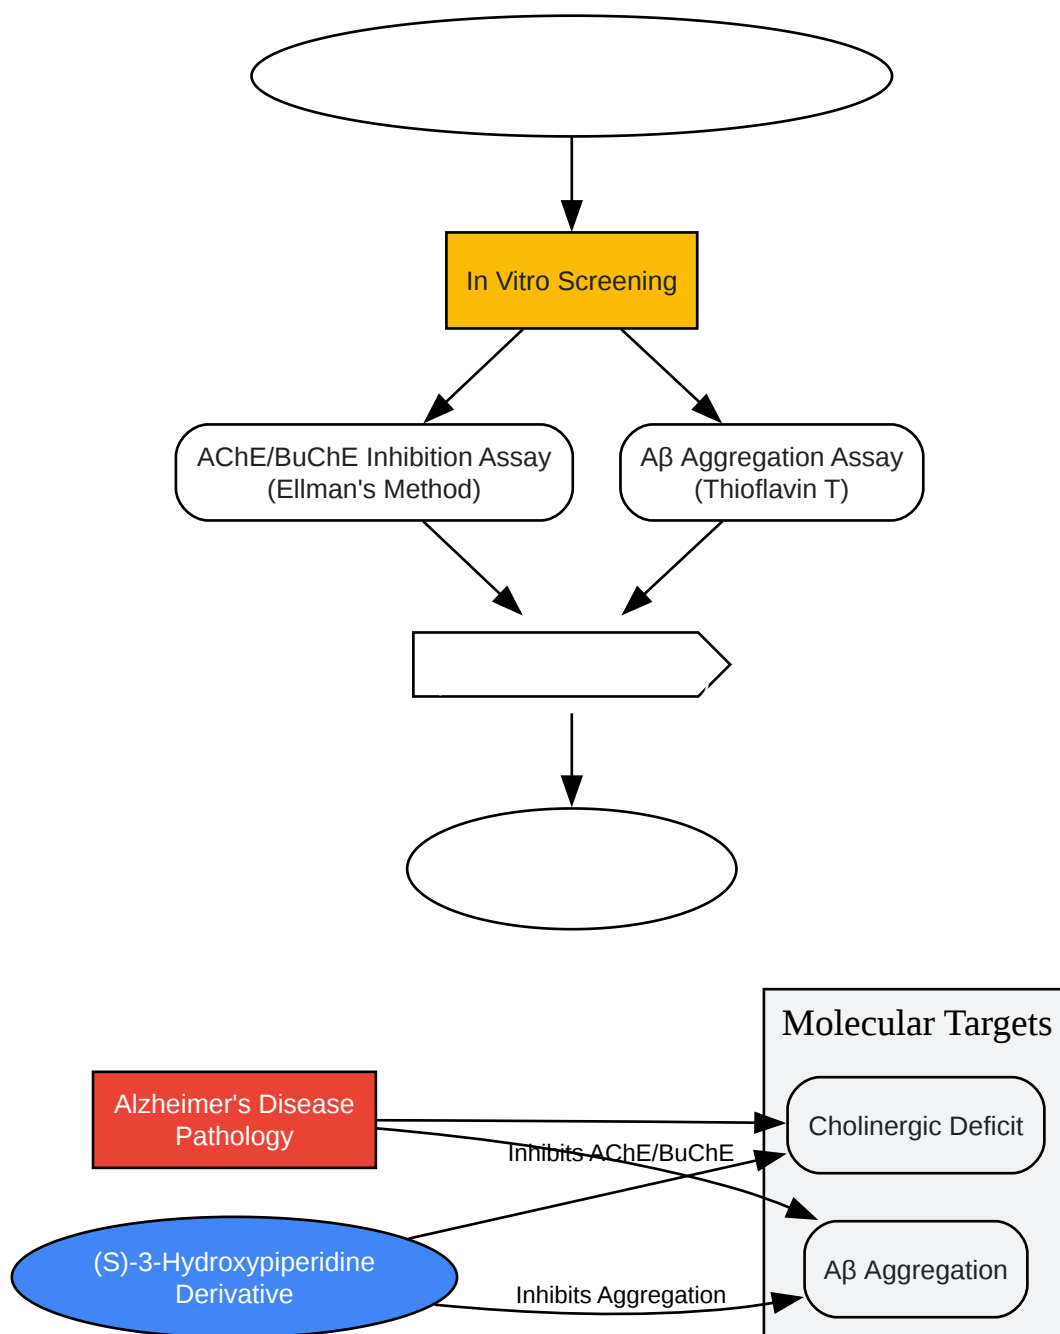 In Vitro Screening
AChE/BuChE Inhibition Assay
(Ellman's Method)
Aβ Aggregation Assay
(Thioflavin T)
Molecular Targets
Alzheimer's Disease
Pathology
Cholinergic Deficit
Inhibits AChE/BuChE
(S)-3-Hydroxypiperidine
Derivative
Inhibits Aggregation
Aβ Aggregation